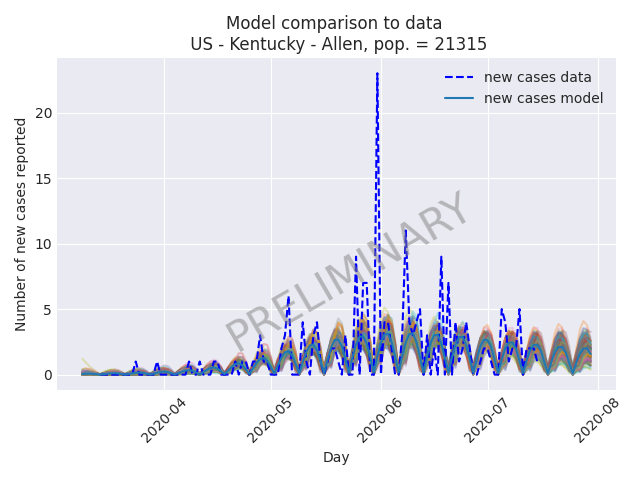 Model comparison to data
US - Kentucky - Allen, pop. = 21315
new cases data
new cases model
20
15
10
5
0
Number of new cases reported
PRELIMINARY
2020-04
2020-05
2020-06
2020-07
2020-08
Day